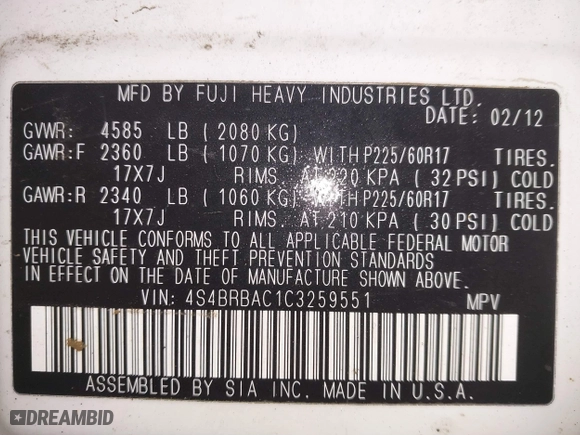 MFD BY FUJI HEAVY INDUSTRIES LTD.
DATE: 02/12
GVWR: 4585 LB (2080 KG)
GAWR:F 2360 LB (1070 KG) WITH P225/60R17 TIRES.
17X7J RIMS. AT 220 KPA (32 PSI) COLD
GAWR:R 2340 LB (1060 KG) WITH P225/60R17 TIRES.
17X7J RIMS. AT 210 KPA (30 PSI) COLD
THIS VEHICLE CONFORMS TO ALL APPLICABLE FEDERAL MOTOR
VEHICLE SAFETY AND THEFT PREVENTION STANDARDS
IN EFFECT ON THE DATE OF MANUFACTURE SHOWN ABOVE.
VIN: 4S4BRBAC1C3259551 MPV
ASSEMBLED BY SIA INC. MADE IN U.S.A.
DREAMBID